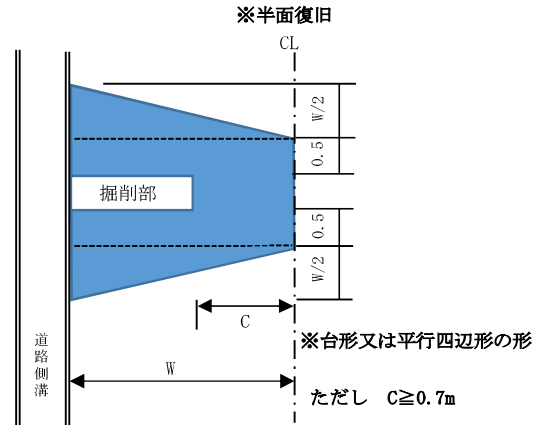 ※半面復旧
CL
W/2
0.5
掘削部
0.5
W/2
C
※台形又は平行四辺形の形
道路側溝
W
ただし　C≧0.7m